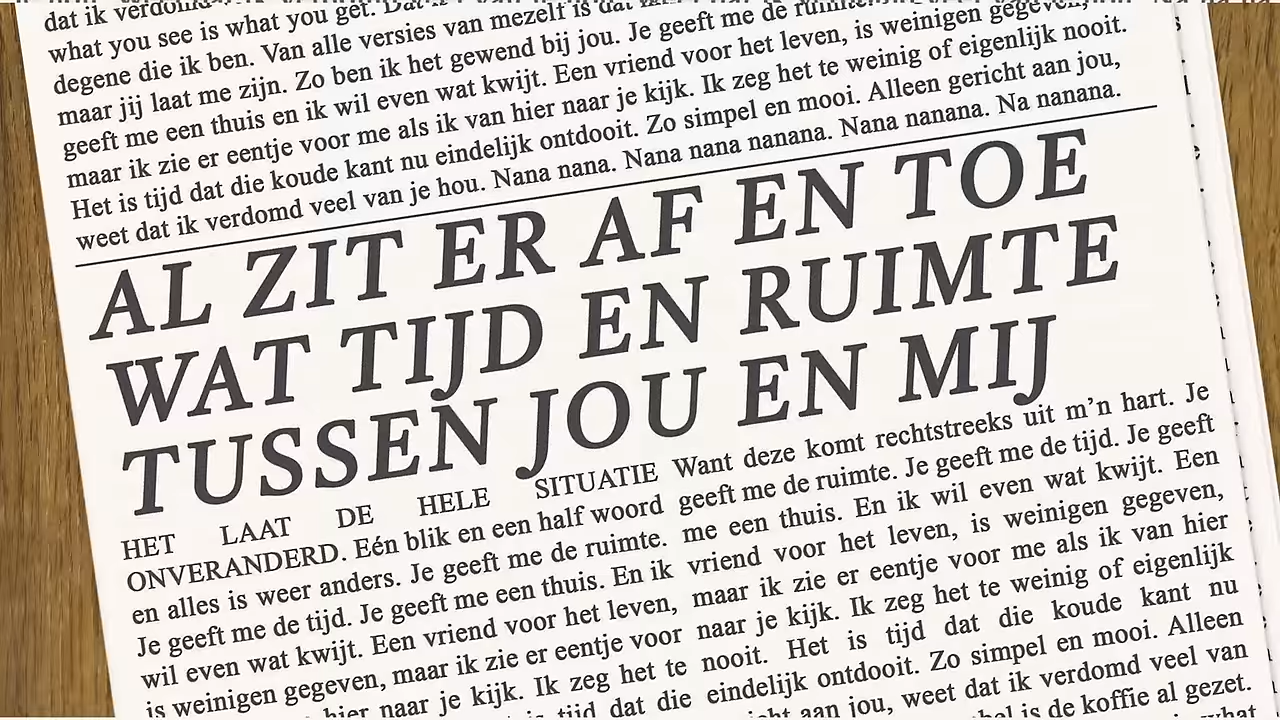 dat ik
what you see is what you get. Dat is van mezelf is dat
degene die ik ben. Van alle versies van mezelf is
maar jij laat me zijn. Zo ben ik het gewend bij jou. Je geeft me de
geeft me een thuis en ik wil even wat kwijt. Een vriend voor het leven, is weinigen gegeven,
maar ik zie er eentje voor me als ik van hier naar je kijk. Ik zeg het te weinig of eigenlijk nooit.
Het is tijd dat die koude kant nu eindelijk ontdooit. Zo simpel en mooi. Alleen gericht aan jou,
weet dat ik verdomd veel van je hou. Nana nana. Nana nana nanana. Nana nanana. Na nanana.
AL ZIT ER AF EN TOE
WAT TIJD EN RUIMTE
TUSSEN JOU EN MIJ
HET LAAT DE HELE SITUATIE
ONVERANDERD. Eén blik en een half woord
en alles is weer anders. Je geeft me de ruimte.
Je geeft me de tijd. Je geeft me een thuis. En ik
wil even wat kwijt. Een vriend voor het leven,
is weinigen gegeven, maar ik zie er eentje voor
hier naar je kijk. Ik zeg het te
tijd dat die
Want deze komt rechtstreeks uit m’n hart. Je
geeft me de ruimte. Je geeft me de tijd. Je geeft
me een thuis. En ik wil even wat kwijt. Een
vriend voor het leven, is weinigen gegeven,
maar ik zie er eentje voor me als ik van hier
naar je kijk. Ik zeg het te weinig of eigenlijk
nooit. Het is tijd dat die koude kant nu
eindelijk ontdooit. Zo simpel en mooi. Alleen
aan jou, weet dat ik verdomd veel van
is de koffie al gezet.
what